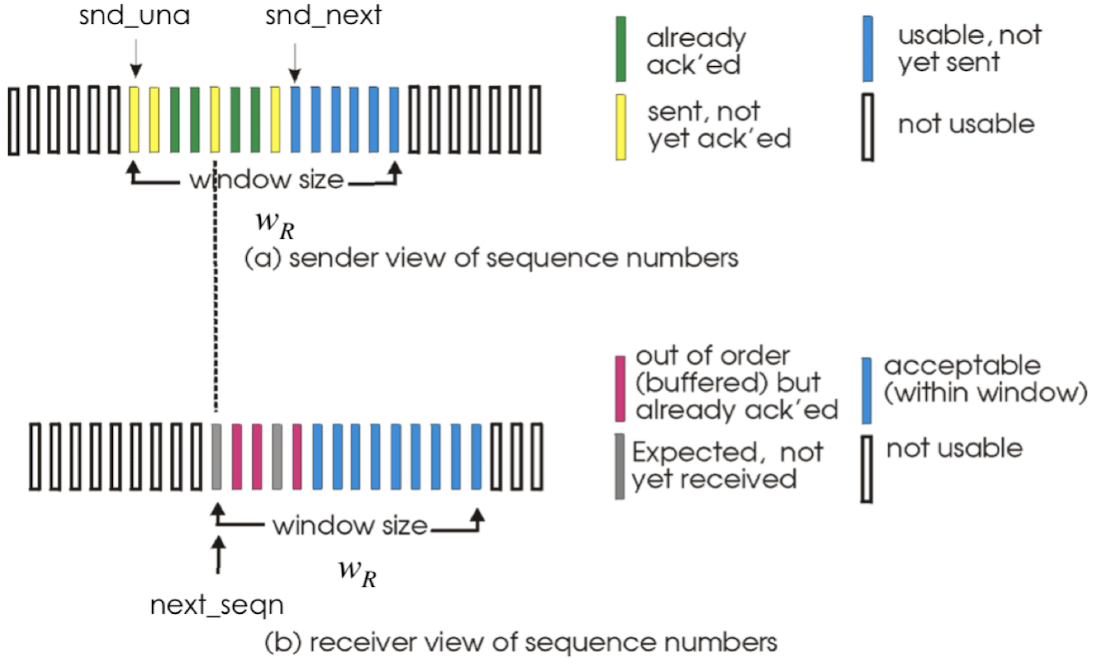 snd_una
snd_next
already
ack'ed
usable, not
yet sent
sent, not
yet ack'ed
not usable
window size
w_R
(a) sender view of sequence numbers
out of order
(buffered) but
already ack'ed
acceptable
(within window)
Expected, not
yet received
not usable
window size
w_R
next_seqn
(b) receiver view of sequence numbers